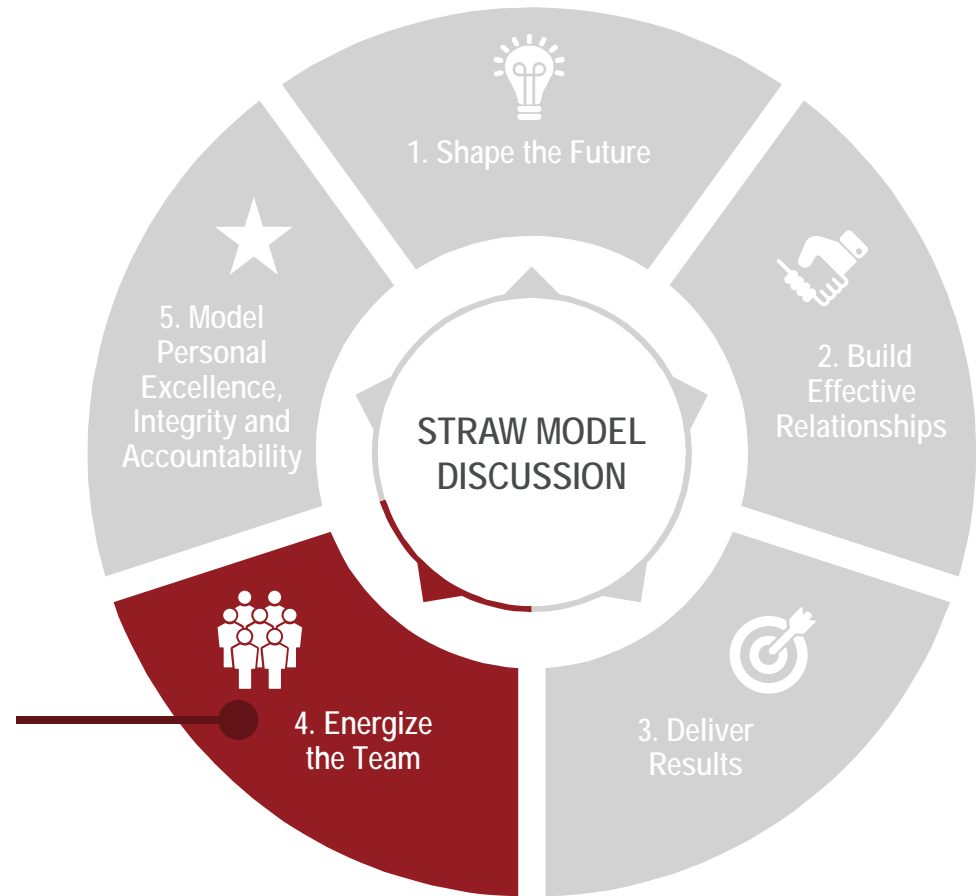 1. Shape the Future
2. Build
Effective
Relationships
3. Deliver
Results
4. Energize
the Team
5. Model
Personal
Excellence,
Integrity and
Accountability
STRAW MODEL
DISCUSSION